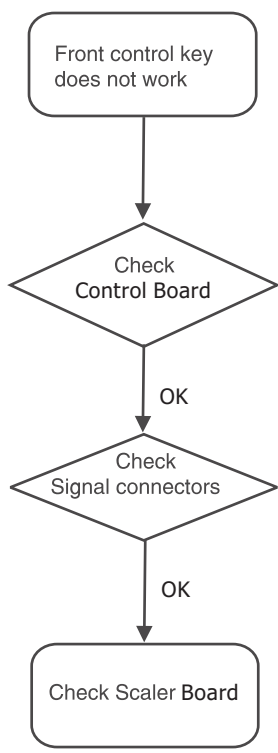 Front control key
does not work
Check
Control Board
OK
Check
Signal connectors
OK
Check Scaler Board